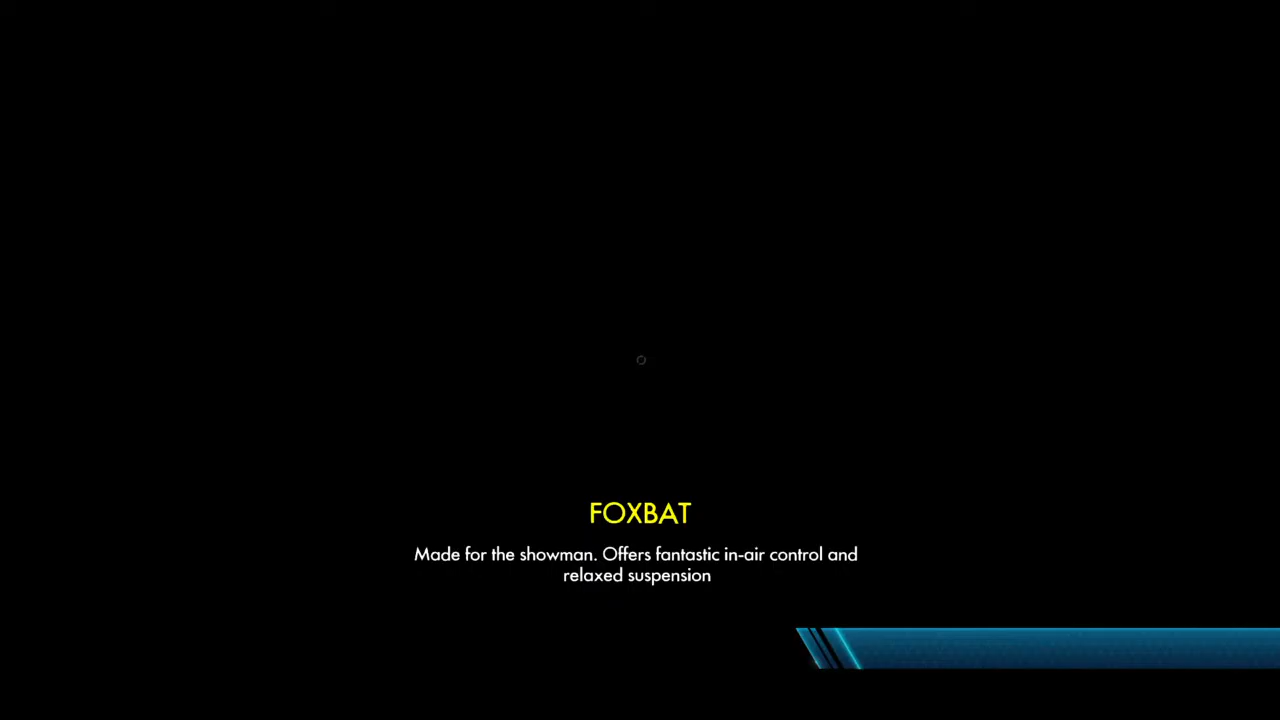 FOXBAT
Made for the showman. Offers fantastic in-air control and
relaxed suspension